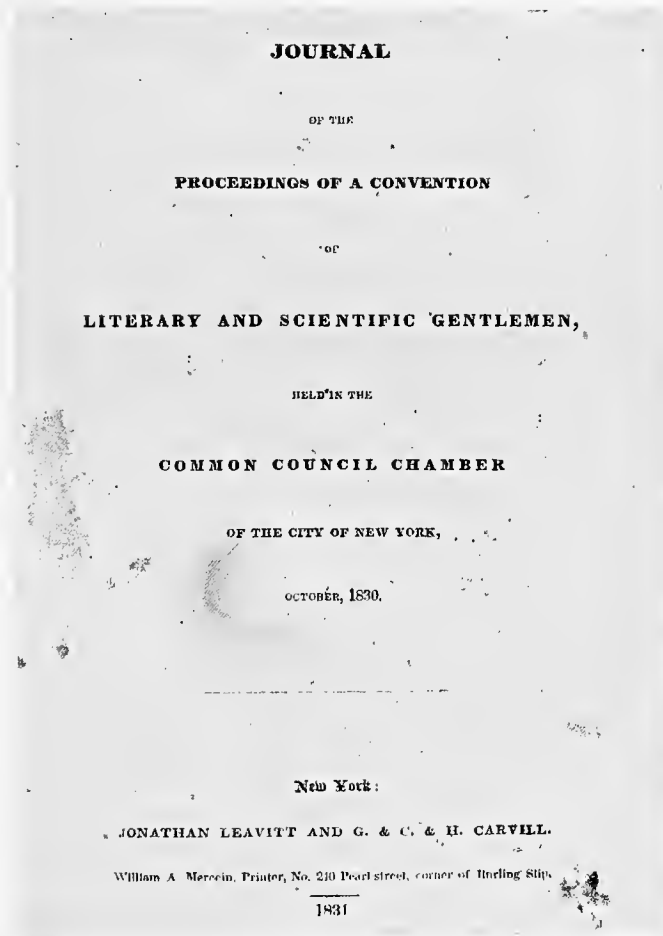 JOURNAL
OF THE
PROCEEDINGS OF A CONVENTION
OF
LITERARY AND SCIENTIFIC GENTLEMEN,
HELD IN THE
COMMON COUNCIL CHAMBER
OF THE CITY OF NEW YORK,
OCTOBER, 1830.
New York:
JONATHAN LEAVITT AND G. & C. & H. CARVILL.
William A Mercein, Printer, No. 240 Pearl street, corner of Burling Slip.
1831